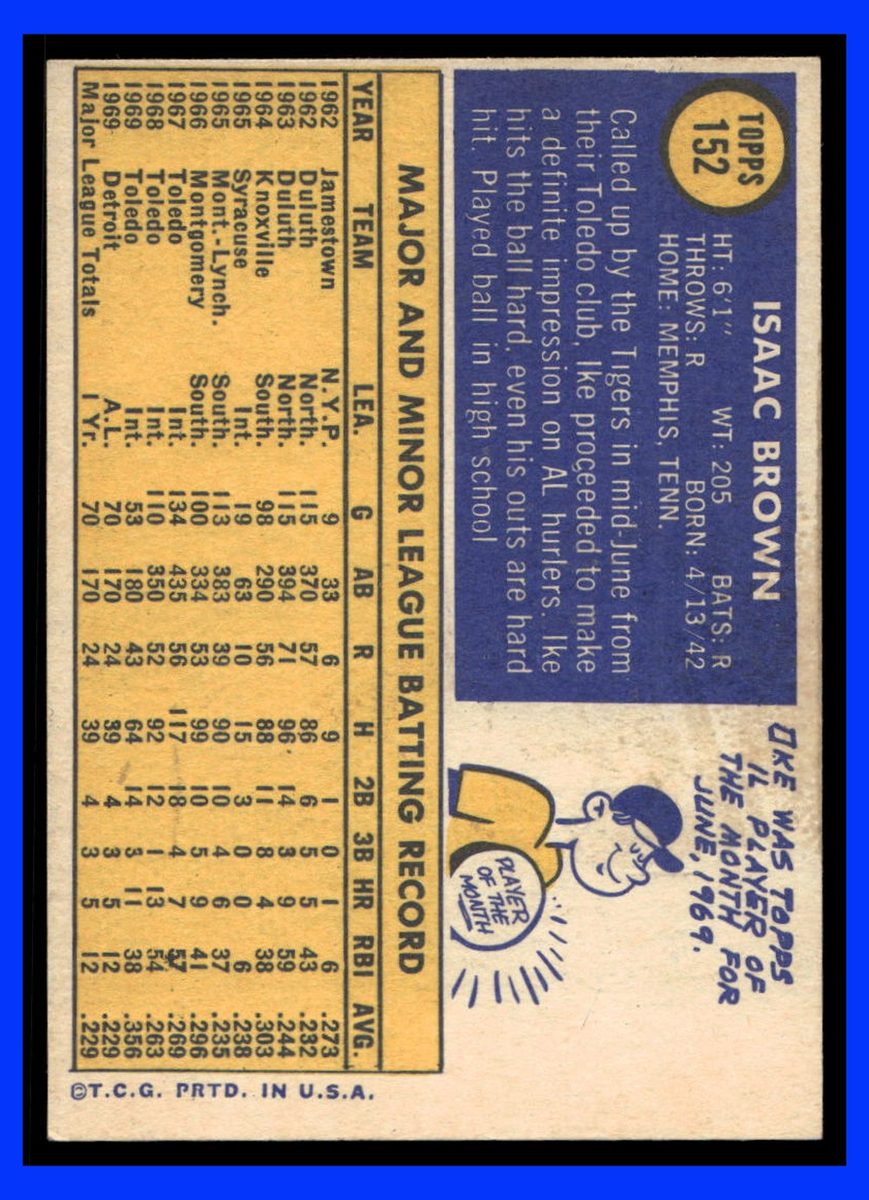 TOPPS
152
ISAAC BROWN
HT: 6'1" WT: 205 BATS: R
THROWS: R BORN: 4/13/42
HOME: MEMPHIS, TENN.
Called up by the Tigers in mid-June from
their Toledo club, Ike proceeded to make
a definite impression on AL hurlers. Ike
hits the ball hard, even his outs are hard
hit. Played ball in high school
IKE WAS TOPPS
IL PLAYER OF
THE MONTH FOR
JUNE, 1969.
PLAYER
OF THE
MONTH
MAJOR AND MINOR LEAGUE BATTING RECORD
YEAR TEAM LEA. G AB R H 2B 3B HR RBI AVG.
1962 Jamestown N.Y.P. 9 33 6 9 1 0 1 6 .273
1962 Duluth North. 115 370 57 86 6 5 5 43 .232
1963 Duluth North. 115 394 71 96 14 3 9 59 .244
1964 Knoxville South. 98 290 56 88 11 8 4 38 .303
1965 Syracuse Int. 19 63 10 15 3 0 0 6 .238
1965 Mont.-Lynch. South. 113 383 39 90 10 4 6 37 .235
1966 Montgomery South. 100 334 53 99 10 5 9 41 .296
1967 Toledo Int. 134 435 56 117 18 4 7 57 .269
1968 Toledo Int. 110 350 52 92 12 1 13 54 .263
1969 Toledo Int. 53 180 43 64 14 3 11 38 .356
1969 Detroit A.L. 70 170 24 39 4 3 5 12 .229
Major League Totals 1 Yr. 70 170 24 39 4 3 5 12 .229
©T.C.G. PRTD. IN U.S.A.